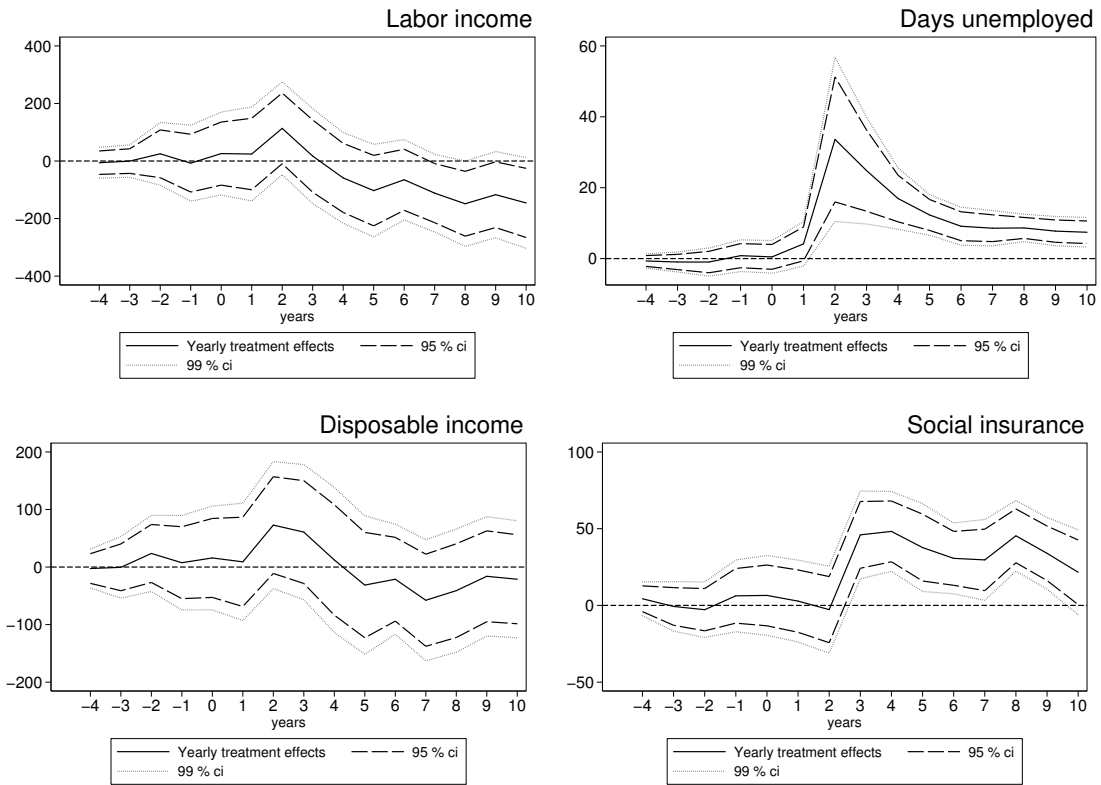 Labor income
400
200
0
−200
−400
−4 −3 −2 −1 0 1 2 3 4 5 6 7 8 9 10
years
Yearly treatment effects 95 % ci
99 % ci
Days unemployed
60
40
20
0
−4 −3 −2 −1 0 1 2 3 4 5 6 7 8 9 10
years
Yearly treatment effects 95 % ci
99 % ci
Disposable income
200
100
0
−100
−200
−4 −3 −2 −1 0 1 2 3 4 5 6 7 8 9 10
years
Yearly treatment effects 95 % ci
99 % ci
Social insurance
100
50
0
−50
−4 −3 −2 −1 0 1 2 3 4 5 6 7 8 9 10
years
Yearly treatment effects 95 % ci
99 % ci